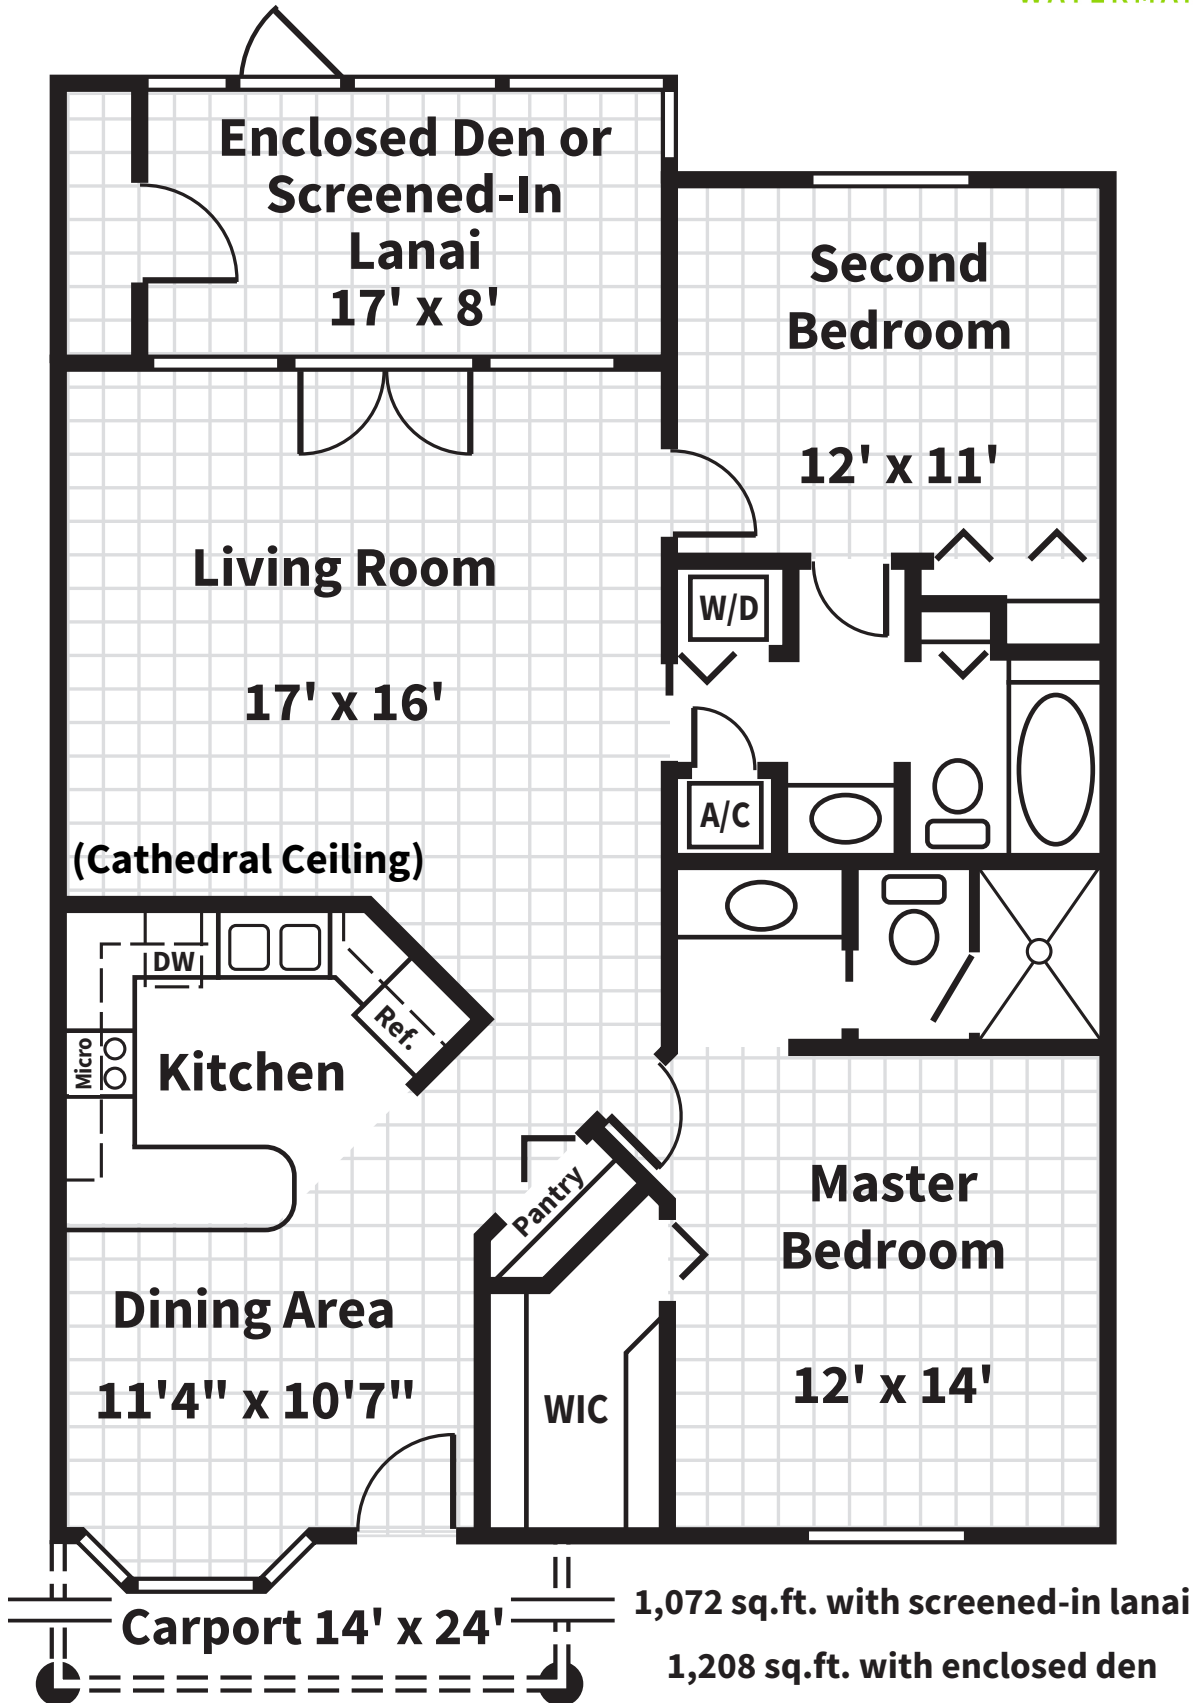 Enclosed Den or
Screened-In
Lanai
17' x 8'
Second
Bedroom
12' x 11'
Living Room
17' x 16'
(Cathedral Ceiling)
W/D
A/C
DW
Ref.
Micro
Kitchen
Pantry
Master
Bedroom
12' x 14'
Dining Area
11'4" x 10'7"
WIC
Carport 14' x 24'
1,072 sq.ft. with screened-in lanai
1,208 sq.ft. with enclosed den